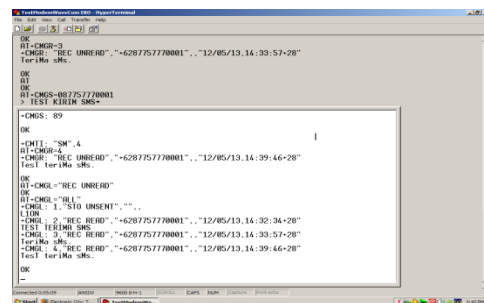 TestModemWaveCom EKO - HyperTerminal
File Edit View Call Transfer Help
OK
AT+CMGR=3
+CMGR: "REC UNREAD","+6287757770001",,"12/05/13,14:33:57+28"
TeriMa sMs.
OK
AT
OK
AT+CMGS=087757770001
> TEST KIRIM SMS→
+CMGS: 89
OK
+CMTI: "SM",4
AT+CMGR=4
+CMGR: "REC UNREAD","+6287757770001",,"12/05/13,14:39:46+28"
TesT teriMa sMs.
OK
AT+CMGL="REC UNREAD"
OK
AT+CMGL="ALL"
+CMGL: 1,"STO UNSENT","",,
L1ON
+CMGL: 2,"REC READ","+6287757770001",,"12/05/13,14:32:34+28"
TEST TERIMA SMS
+CMGL: 3,"REC READ","+6287757770001",,"12/05/13,14:33:57+28"
TeriMa sMs.
+CMGL: 4,"REC READ","+6287757770001",,"12/05/13,14:39:46+28"
TesT teriMa sMs.
OK
Connected 0:05:09 ANSIW 9600 8-N-1 SCROLL CAPS NUM Capture Print echo
Start Electronic City: T... TestModemWa...